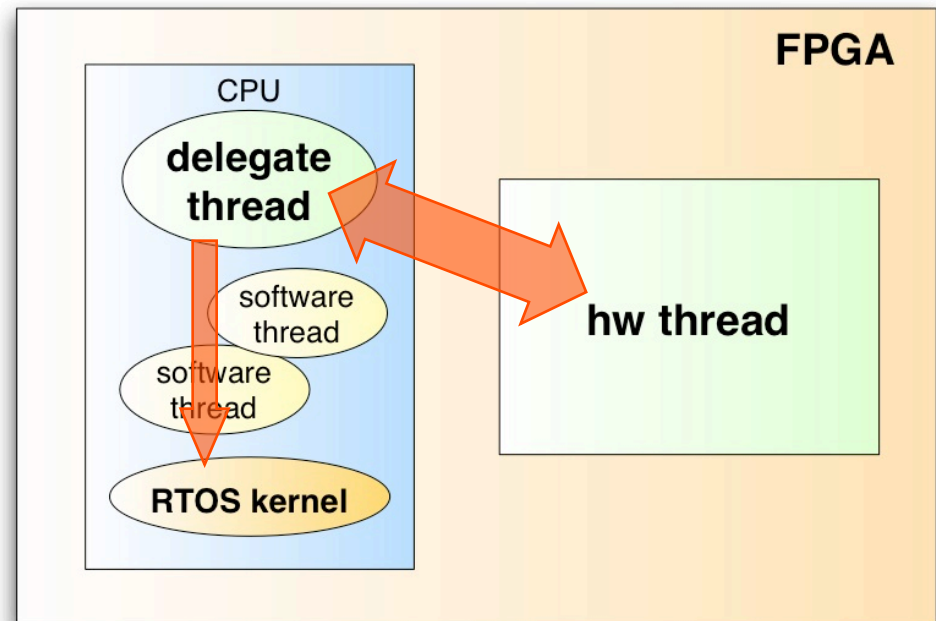 FPGA
CPU
delegate
thread
software
thread
software
thread
RTOS kernel
hw thread